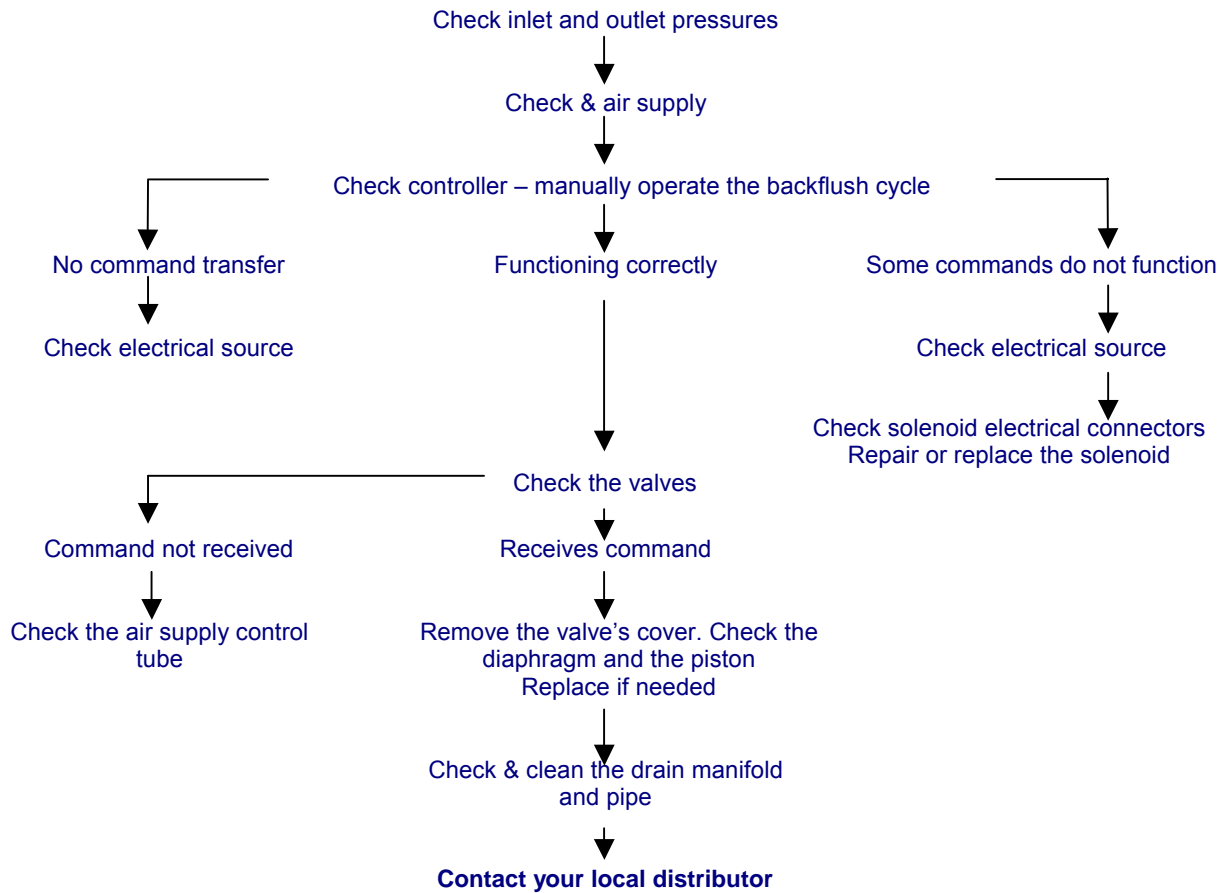 Check inlet and outlet pressures
Check & air supply
Check controller – manually operate the backflush cycle
No command transfer
Functioning correctly
Some commands do not function
Check electrical source
Check electrical source
Check solenoid electrical connectors
Repair or replace the solenoid
Check the valves
Command not received
Receives command
Check the air supply control
tube
Remove the valve’s cover. Check the
diaphragm and the piston
Replace if needed
Check & clean the drain manifold
and pipe
Contact your local distributor